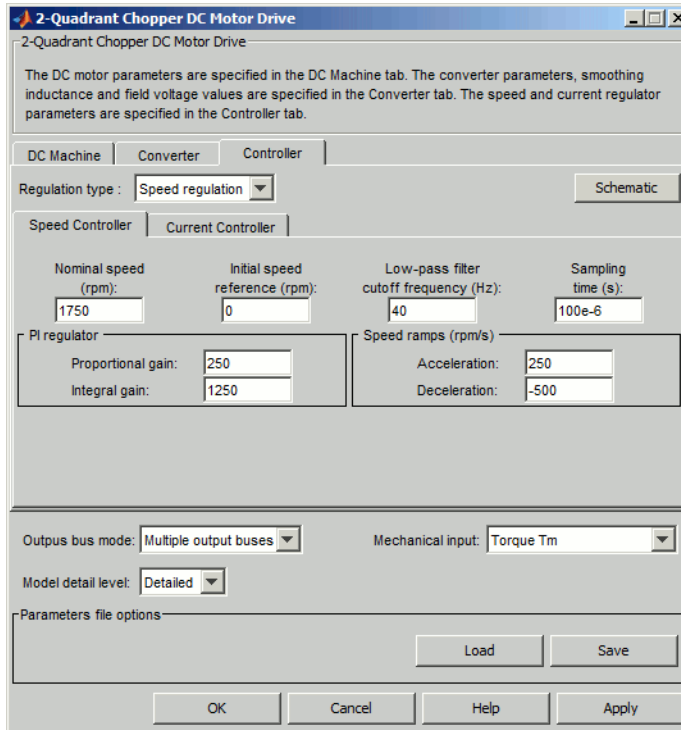 2-Quadrant Chopper DC Motor Drive
2-Quadrant Chopper DC Motor Drive
The DC motor parameters are specified in the DC Machine tab. The converter parameters, smoothing
inductance and field voltage values are specified in the Converter tab. The speed and current regulator
parameters are specified in the Controller tab.
DC Machine Converter Controller
Regulation type : Speed regulation Schematic
Speed Controller Current Controller
Nominal speed Initial speed Low-pass filter Sampling
(rpm): reference (rpm): cutoff frequency (Hz): time (s):
1750 0 40 100e-6
PI regulator Speed ramps (rpm/s)
Proportional gain: 250 Acceleration: 250
Integral gain: 1250 Deceleration: -500
Outpus bus mode: Multiple output buses Mechanical input: Torque Tm
Model detail level: Detailed
Parameters file options
Load Save
OK Cancel Help Apply